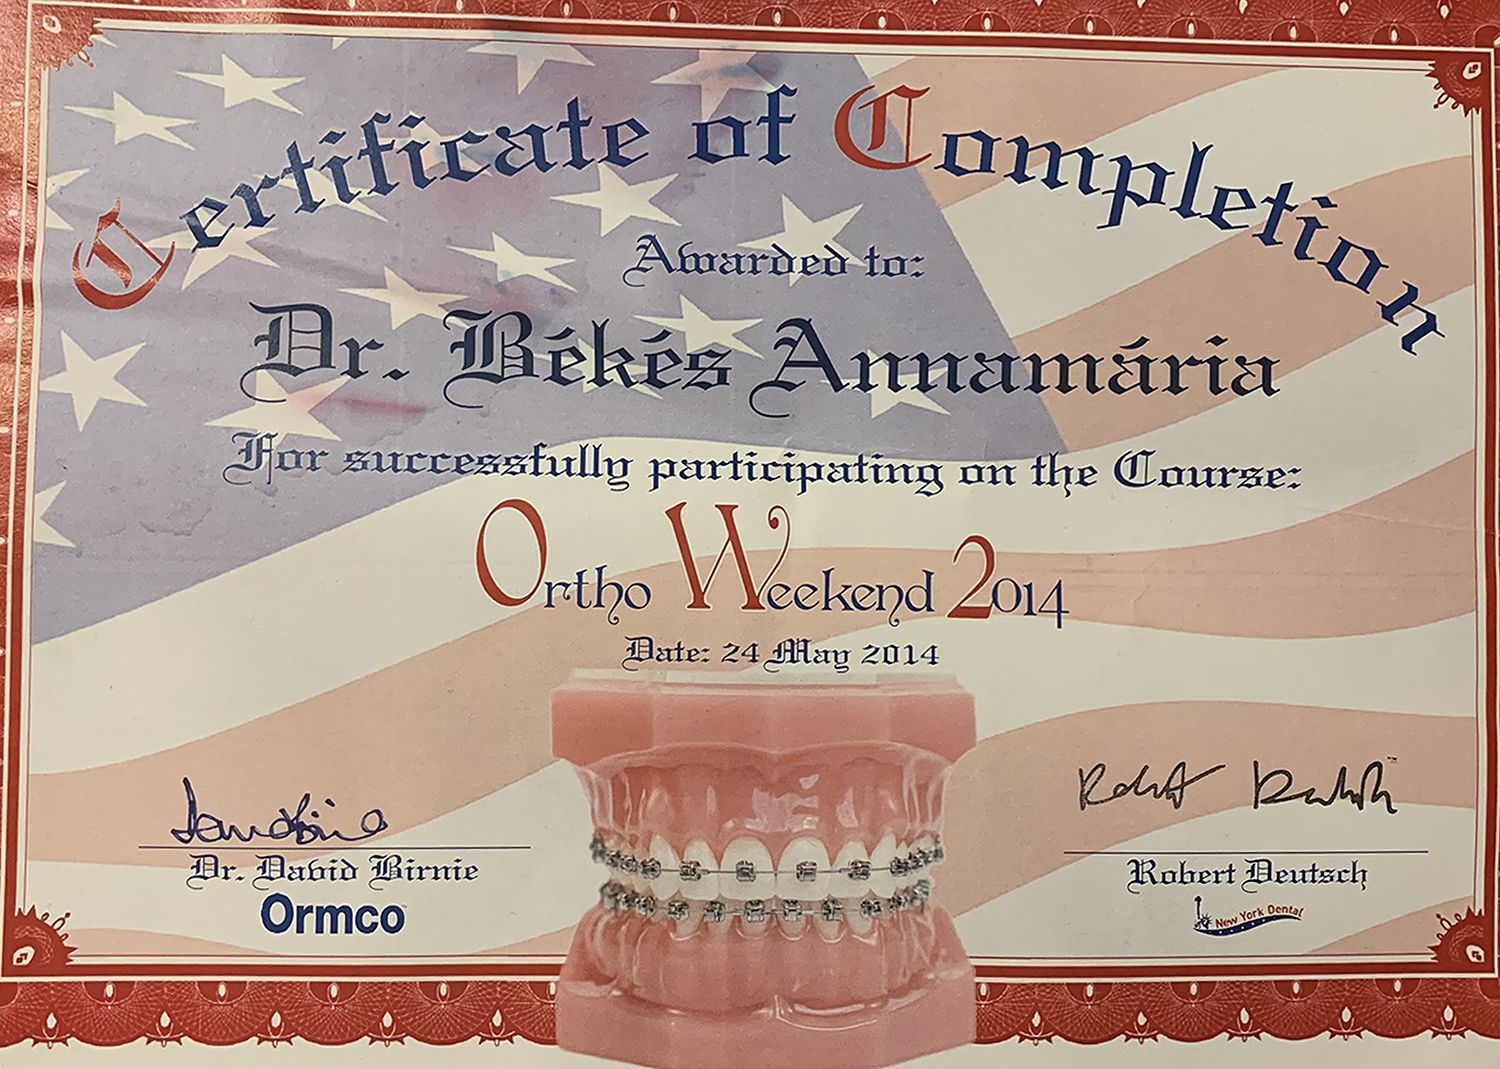 Certificate of Completion
Awarded to:
Dr. Békés Annamária
For successfully participating on the Course:
Ortho Weekend 2014
Date: 24 May 2014
Dr. David Birnie
Ormco
Robert Deutsch
New York Dental